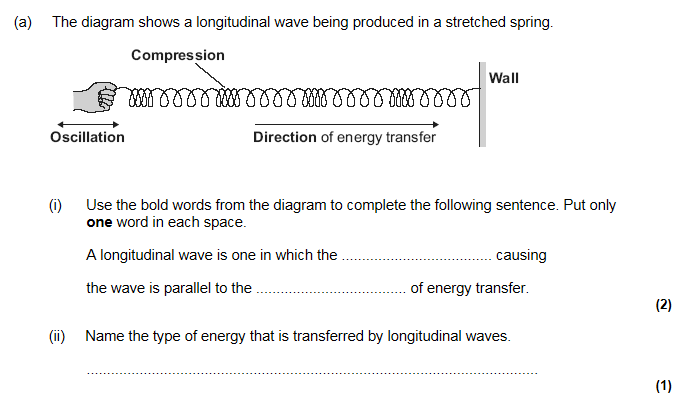 (a) The diagram shows a longitudinal wave being produced in a stretched spring.
Compression
Wall
Oscillation
Direction of energy transfer
(i) Use the bold words from the diagram to complete the following sentence. Put only
one word in each space.
A longitudinal wave is one in which the ..................................... causing
the wave is parallel to the ..................................... of energy transfer.
(2)
(ii) Name the type of energy that is transferred by longitudinal waves.
...............................................................................................................
(1)